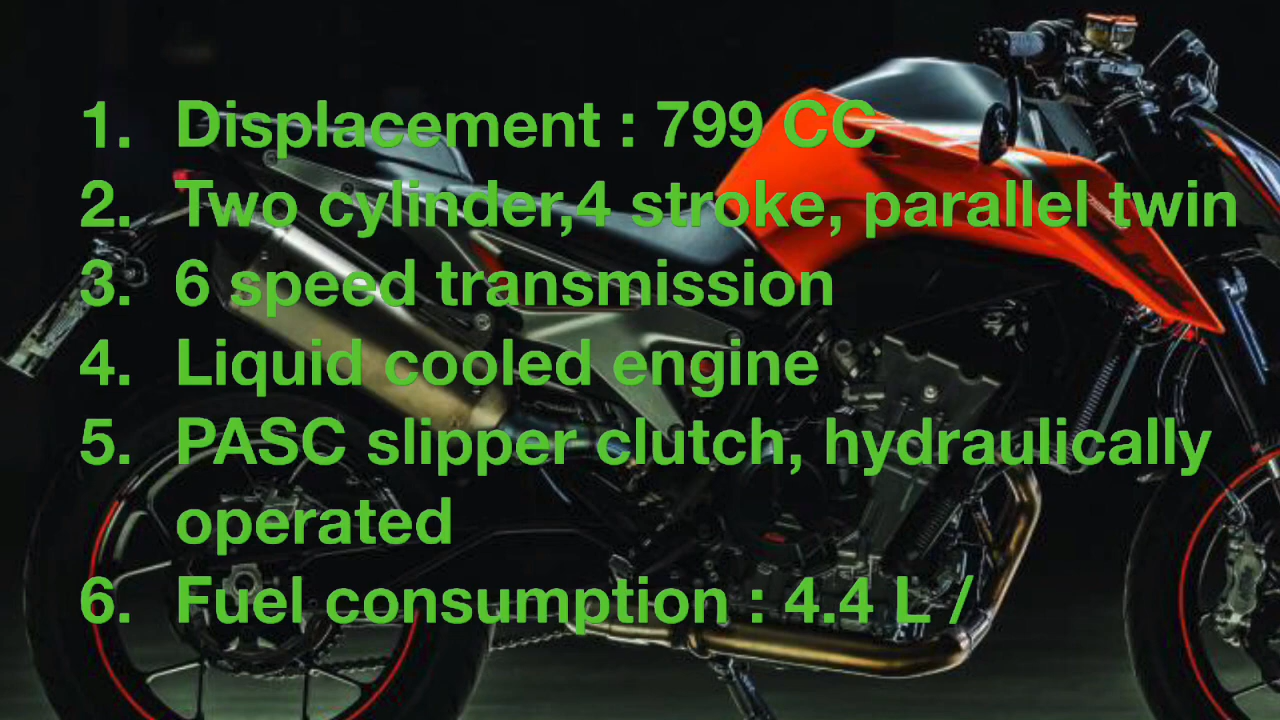 1. Displacement : 799 CC
2. Two cylinder,4 stroke, parallel twin
3. 6 speed transmission
4. Liquid cooled engine
5. PASC slipper clutch, hydraulically
operated
6. Fuel consumption : 4.4 L /